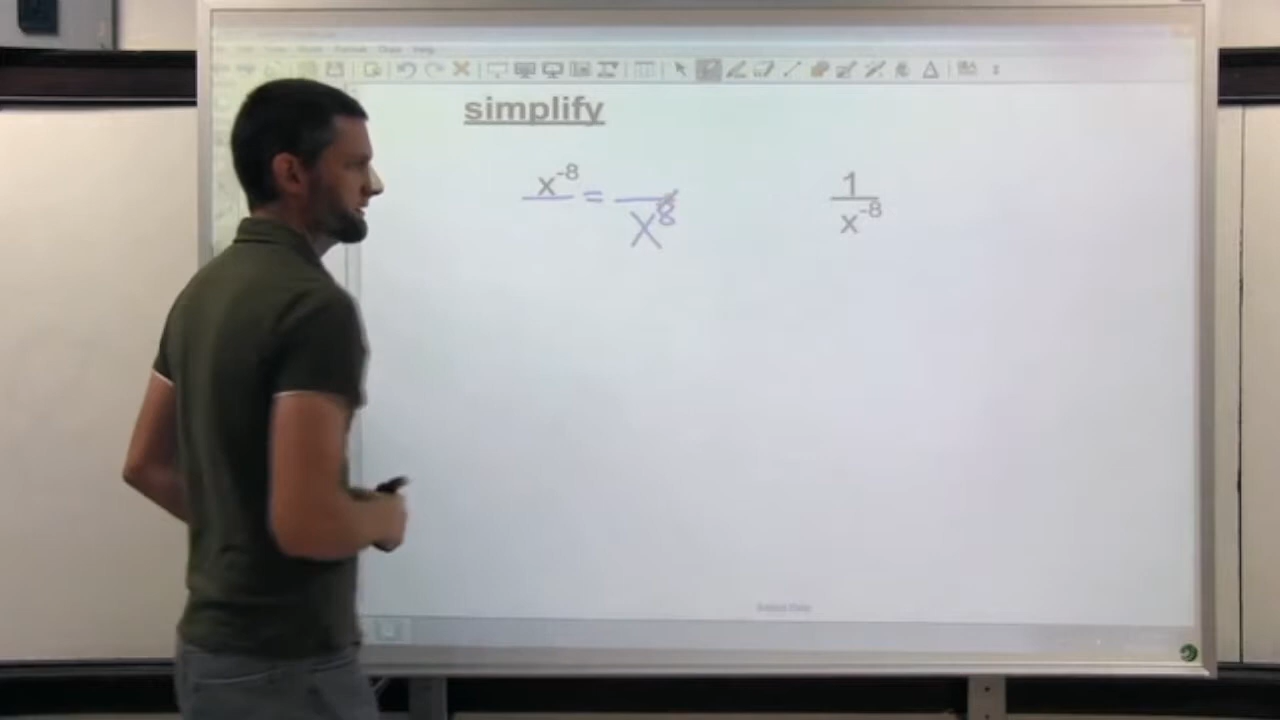 simplify
x⁻⁸ = /x⁸
1/x⁻⁸